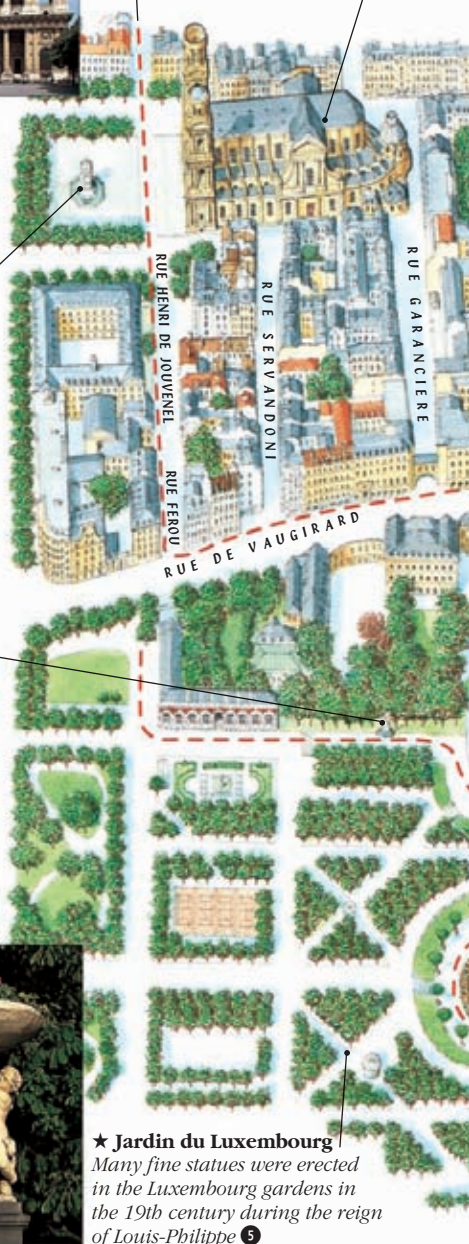 RUE HENRI DE JOUVENEL
RUE SERVANDONI
RUE GARANCIERE
RUE FEROU
RUE DE VAUGIRARD
★ Jardin du Luxembourg
Many fine statues were erected
in the Luxembourg gardens in
the 19th century during the reign
of Louis-Philippe 5